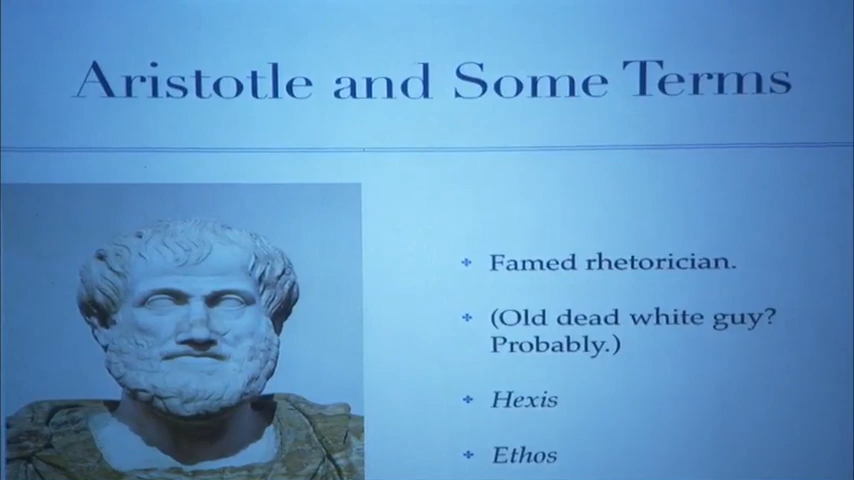 Aristotle and Some Terms
Famed rhetorician.
(Old dead white guy?
Probably.)
Hexis
Ethos